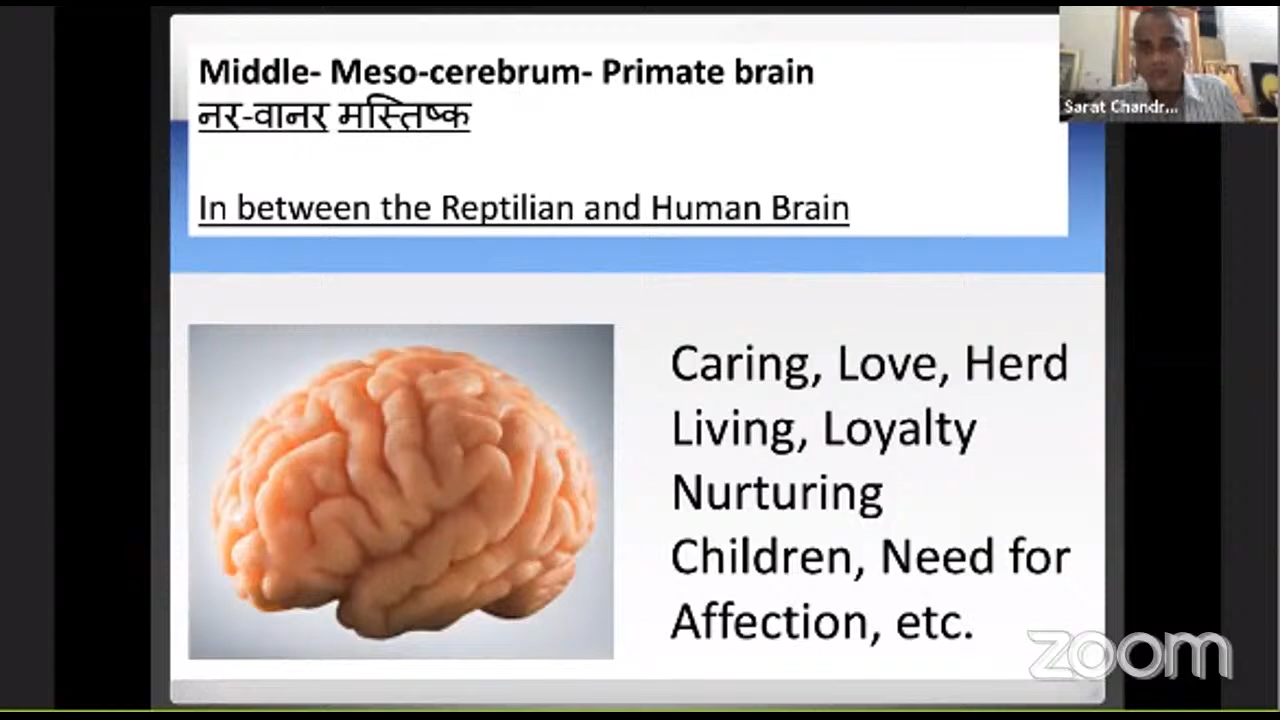 Middle- Meso-cerebrum- Primate brain
नर-वानर मस्तिष्क
In between the Reptilian and Human Brain
Sarat Chandr...
Caring, Love, Herd
Living, Loyalty
Nurturing
Children, Need for
Affection, etc.
zoom